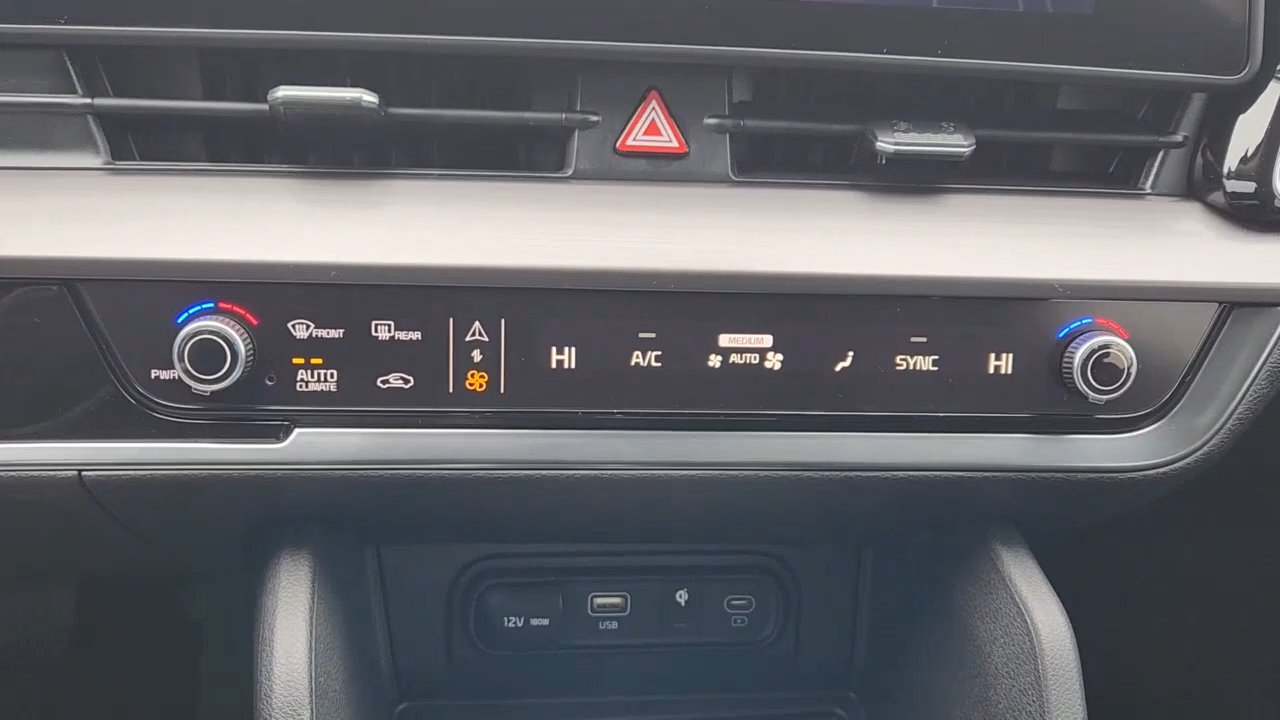 FRONT
REAR
PWR
AUTO
CLIMATE
HI
A/C
MEDIUM
AUTO
SYNC
HI
12V 180W
USB